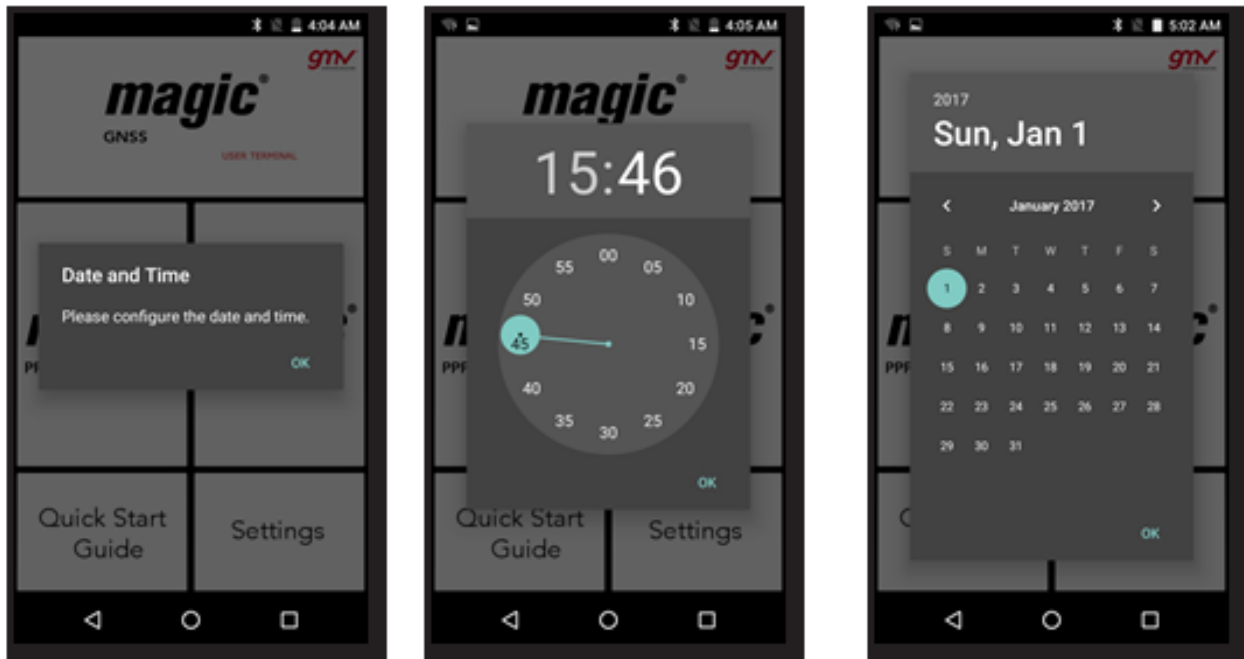 4:04 AM
gmv
magic®
GNSS
USER TERMINAL
Date and Time
Please configure the date and time.
OK
Quick Start
Guide
Settings
4:05 AM
gmv
magic®
15:46
00
05
10
15
20
25
30
35
40
45
50
55
OK
PPP
Quick Start
Guide
Settings
5:02 AM
gmv
2017
Sun, Jan 1
January 2017
S M T W T F S
1 2 3 4 5 6 7
8 9 10 11 12 13 14
15 16 17 18 19 20 21
22 23 24 25 26 27 28
29 30 31
OK
PPP